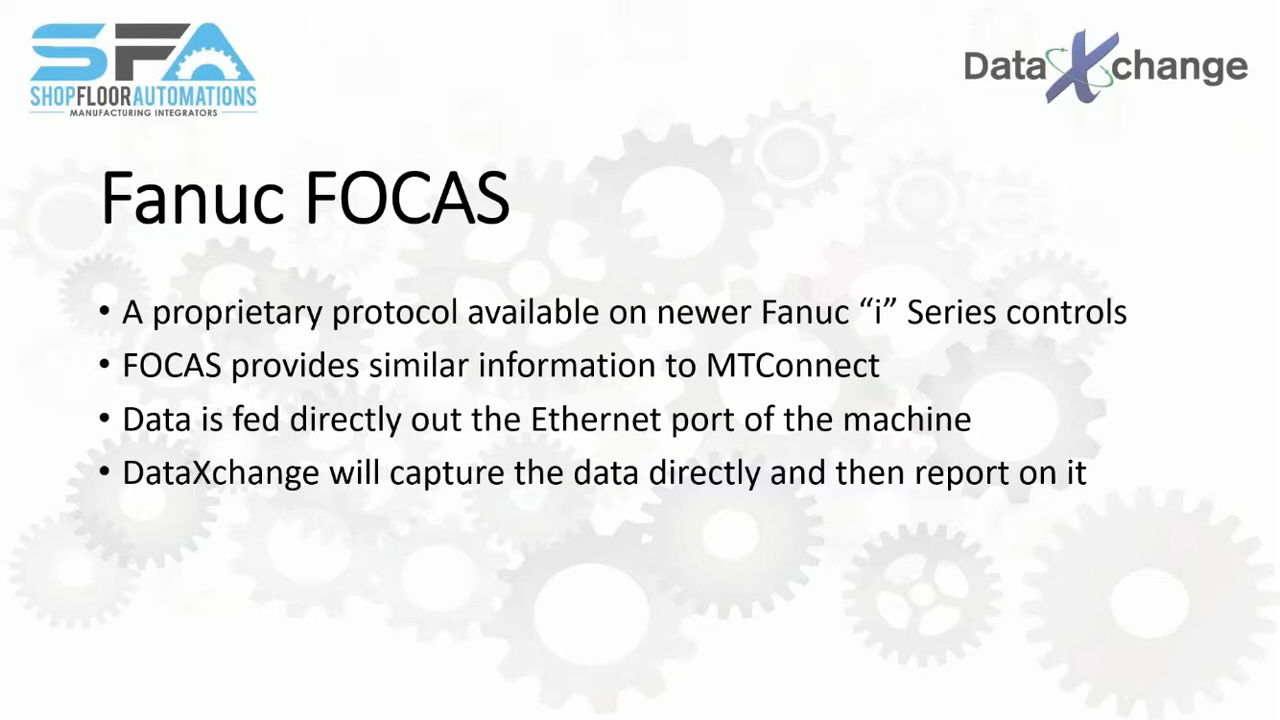 SFA
SHOPFLOORAUTOMATIONS
MANUFACTURING INTEGRATORS
DataXchange
Fanuc FOCAS
• A proprietary protocol available on newer Fanuc “i” Series controls
• FOCAS provides similar information to MTConnect
• Data is fed directly out the Ethernet port of the machine
• DataXchange will capture the data directly and then report on it